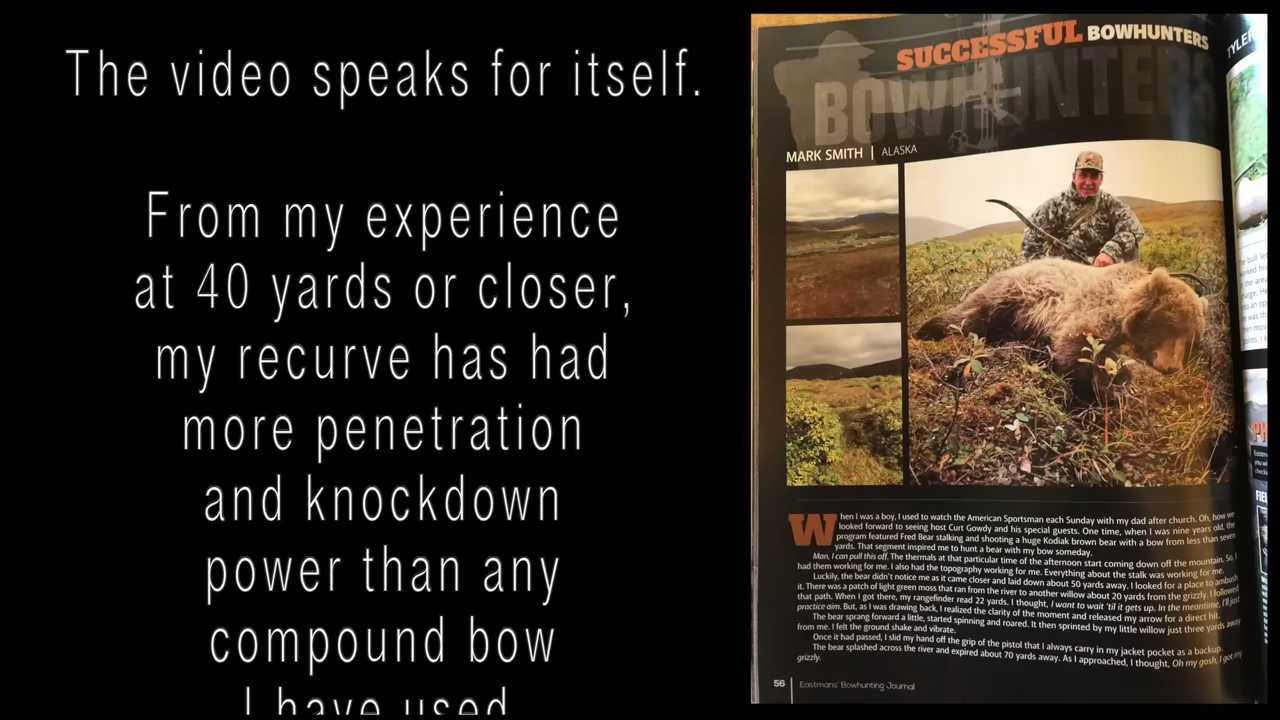 The video speaks for itself.
From my experience
at 40 yards or closer,
my recurve has had
more penetration
and knockdown
power than any
compound bow
I have used
SUCCESSFUL BOWHUNTERS
BOWHUNTERS
MARK SMITH | ALASKA
When I was a boy, I used to watch the American Sportsman each Sunday with my dad after church. Oh, how we
looked forward to seeing host Curt Gowdy and his special guests. One time, when I was nine years old, the
program featured Fred Bear stalking and shooting a huge Kodiak brown bear with a bow from less than seven
yards. That segment inspired me to hunt a bear with my bow someday.
Man, I can pull this off. The thermals at that particular time of the afternoon start coming down off the mountain. So, I
had them working for me. I also had the topography working for me. Everything about the stalk was working for me.
Luckily, the bear didn't notice me as it came closer and laid down about 50 yards away. I looked for a place to ambush
it. There was a patch of light green moss that ran from the river to another willow about 20 yards from the grizzly. I followed
that path. When I got there, my rangefinder read 22 yards. I thought, I want to wait 'til it gets up. In the meantime, I'll just
practice aim. But, as I was drawing back, I realized the clarity of the moment and released my arrow for a direct hit.
The bear sprang forward a little, started spinning and roared. It then sprinted by my little willow just three yards away
from me. I felt the ground shake and vibrate.
Once it had passed, I slid my hand off the grip of the pistol that I always carry in my jacket pocket as a backup.
The bear splashed across the river and expired about 70 yards away. As I approached, I thought, Oh my gosh, I got my
grizzly.
56 | Eastmans' Bowhunting Journal
TYLER